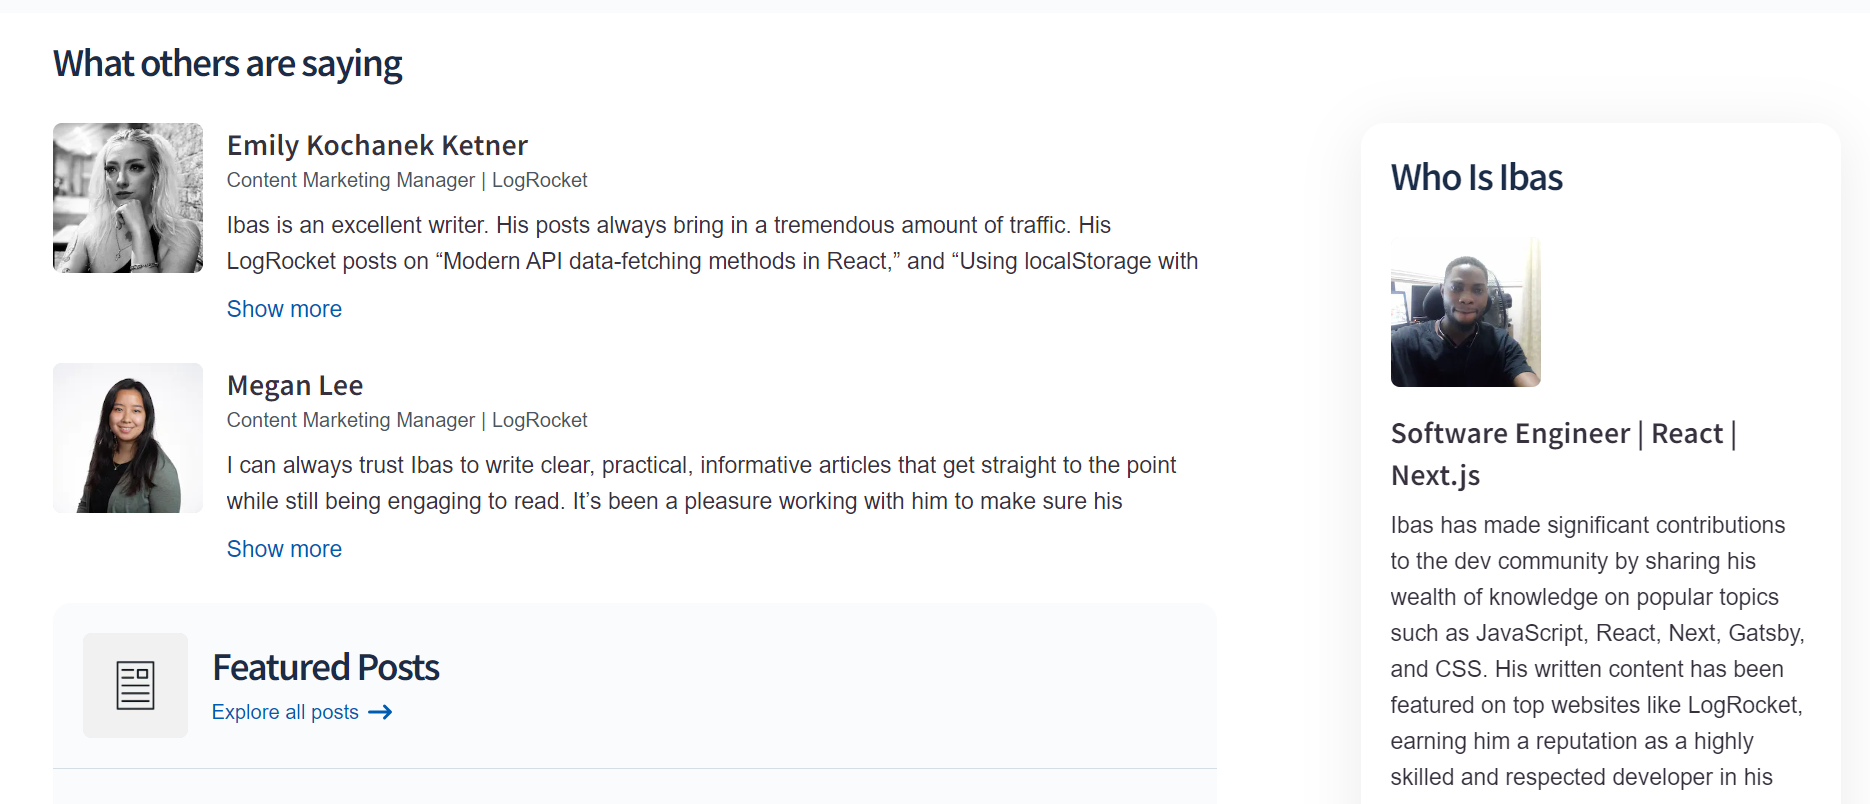 What others are saying
Emily Kochanek Ketner
Content Marketing Manager | LogRocket
Ibas is an excellent writer. His posts always bring in a tremendous amount of traffic. His
LogRocket posts on “Modern API data-fetching methods in React,” and “Using localStorage with
Show more
Megan Lee
Content Marketing Manager | LogRocket
I can always trust Ibas to write clear, practical, informative articles that get straight to the point
while still being engaging to read. It’s been a pleasure working with him to make sure his
Show more
Featured Posts
Explore all posts →
Who Is Ibas
Software Engineer | React |
Next.js
Ibas has made significant contributions
to the dev community by sharing his
wealth of knowledge on popular topics
such as JavaScript, React, Next, Gatsby,
and CSS. His written content has been
featured on top websites like LogRocket,
earning him a reputation as a highly
skilled and respected developer in his